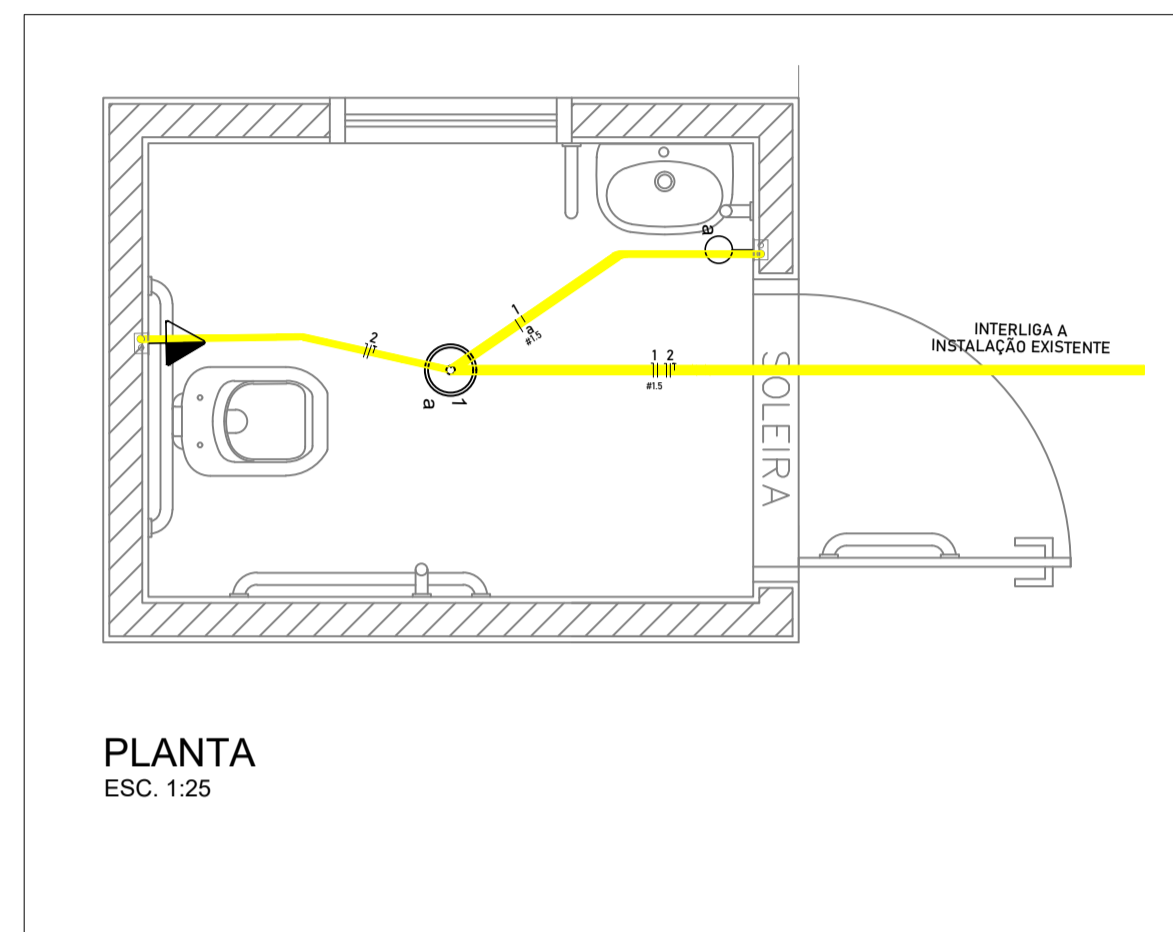 a
1
a
#1.5
2
INTERLIGA A
INSTALAÇÃO EXISTENTE
1 2
#1.5
a 1
SOLEIRA
PLANTA
ESC. 1:25